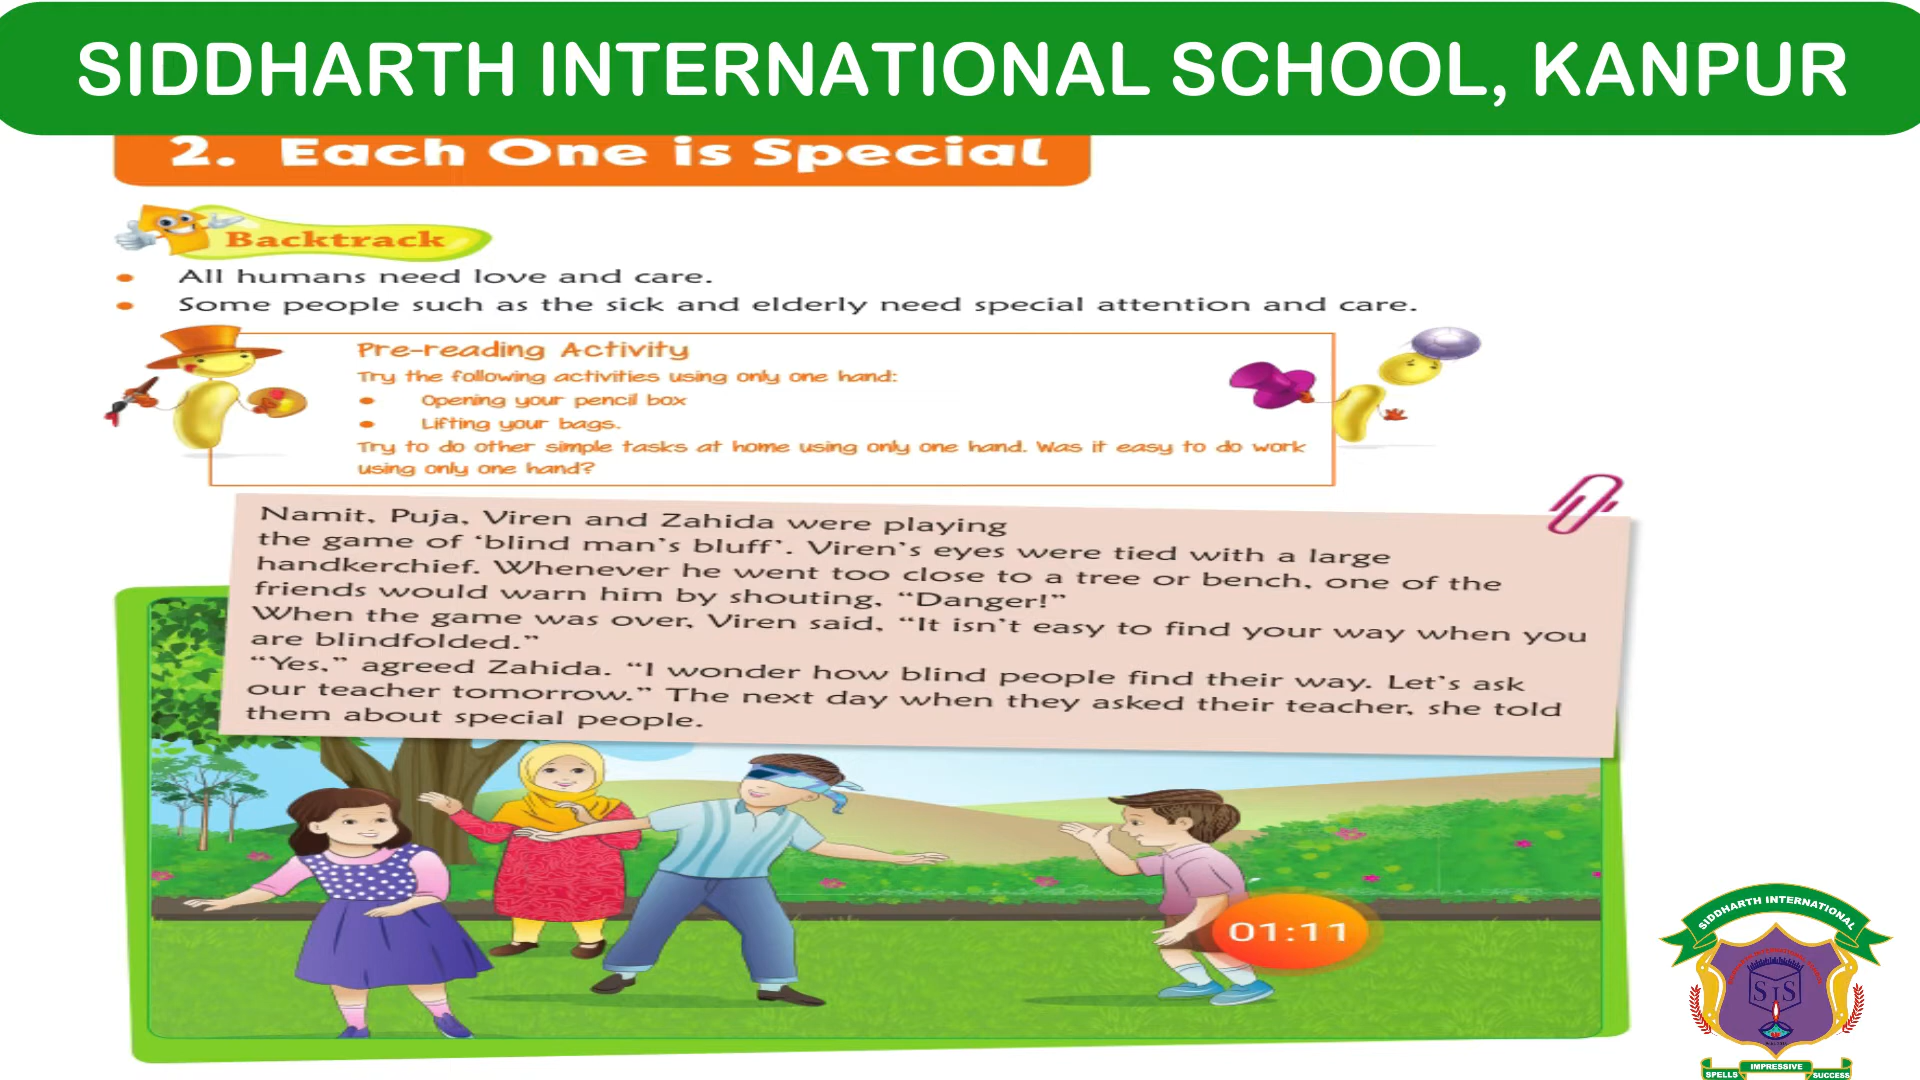 SIDDHARTH INTERNATIONAL SCHOOL, KANPUR
2. Each One is Special
Backtrack
• All humans need love and care.
• Some people such as the sick and elderly need special attention and care.
Pre-reading Activity
Try the following activities using only one hand:
• Opening your pencil box
• Lifting your bags.
Try to do other simple tasks at home using only one hand. Was it easy to do work
using only one hand?
Namit, Puja, Viren and Zahida were playing
the game of ‘blind man’s bluff’. Viren’s eyes were tied with a large
handkerchief. Whenever he went too close to a tree or bench, one of the
friends would warn him by shouting, “Danger!”
When the game was over, Viren said, “It isn’t easy to find your way when you
are blindfolded.”
“Yes,” agreed Zahida. “I wonder how blind people find their way. Let’s ask
our teacher tomorrow.” The next day when they asked their teacher, she told
them about special people.
01:11
SIDDHARTH INTERNATIONAL
SIS
SPELLS IMPRESSIVE SUCCESS